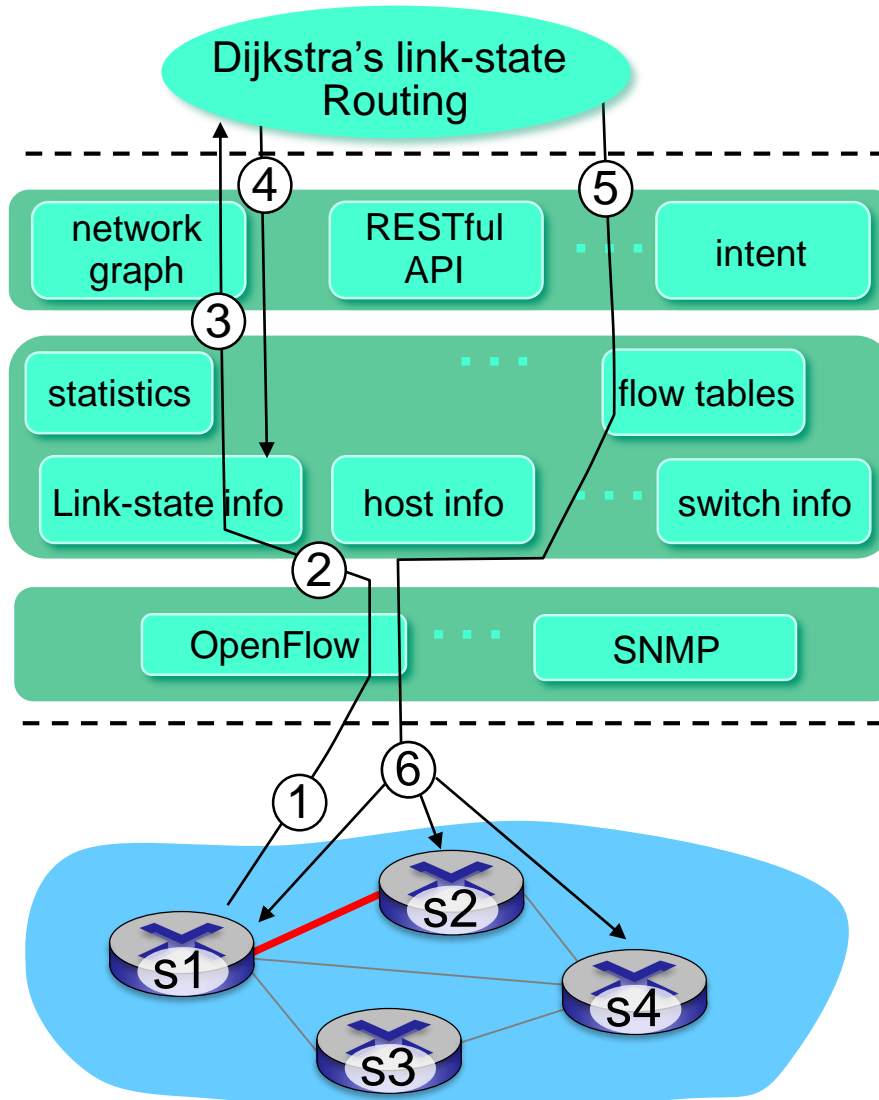 Dijkstra’s link-state
Routing
4
5
network
graph
RESTful
API
. . .
intent
3
. . .
statistics
flow tables
Link-state info
host info
. . .
switch info
2
OpenFlow
. . .
SNMP
1
6
s2
s1
s4
s3